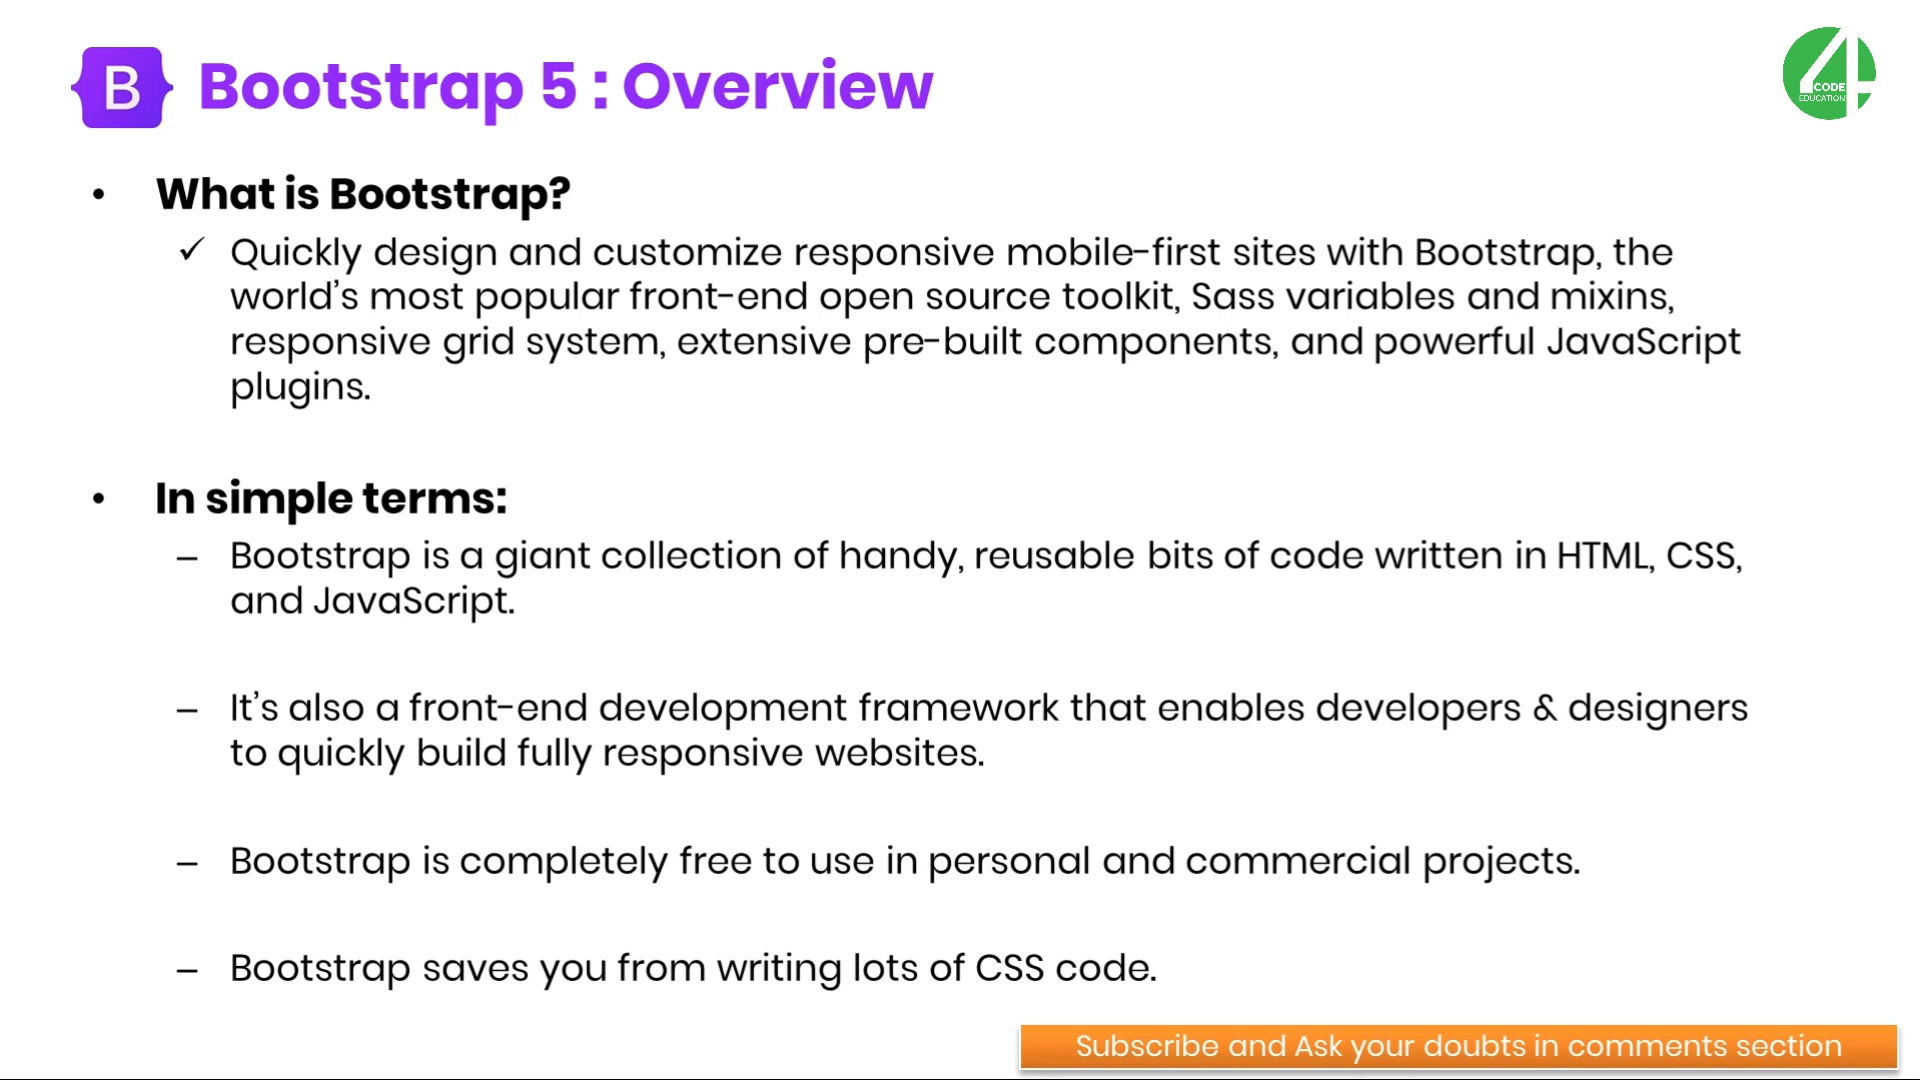 B
Bootstrap 5 : Overview
4
CODE
EDUCATION
• What is Bootstrap?
✓ Quickly design and customize responsive mobile-first sites with Bootstrap, the
world’s most popular front-end open source toolkit, Sass variables and mixins,
responsive grid system, extensive pre-built components, and powerful JavaScript
plugins.
• In simple terms:
– Bootstrap is a giant collection of handy, reusable bits of code written in HTML, CSS,
and JavaScript.
– It’s also a front-end development framework that enables developers & designers
to quickly build fully responsive websites.
– Bootstrap is completely free to use in personal and commercial projects.
– Bootstrap saves you from writing lots of CSS code.
Subscribe and Ask your doubts in comments section